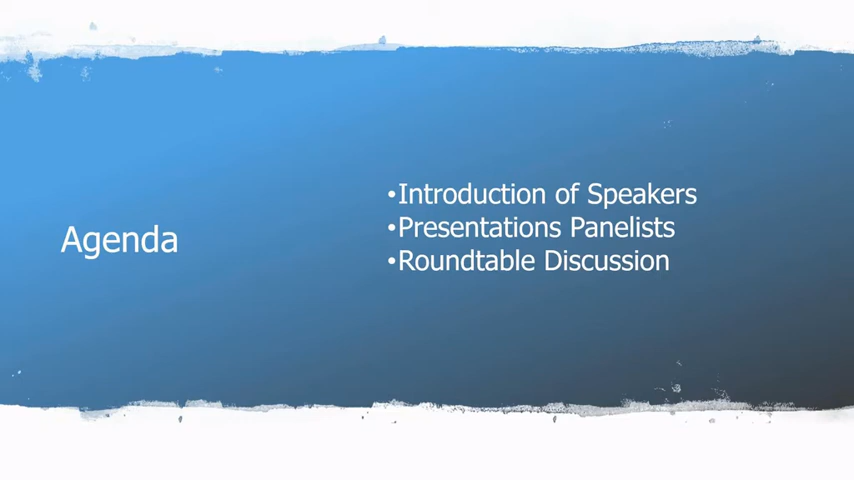 Agenda
•Introduction of Speakers
•Presentations Panelists
•Roundtable Discussion